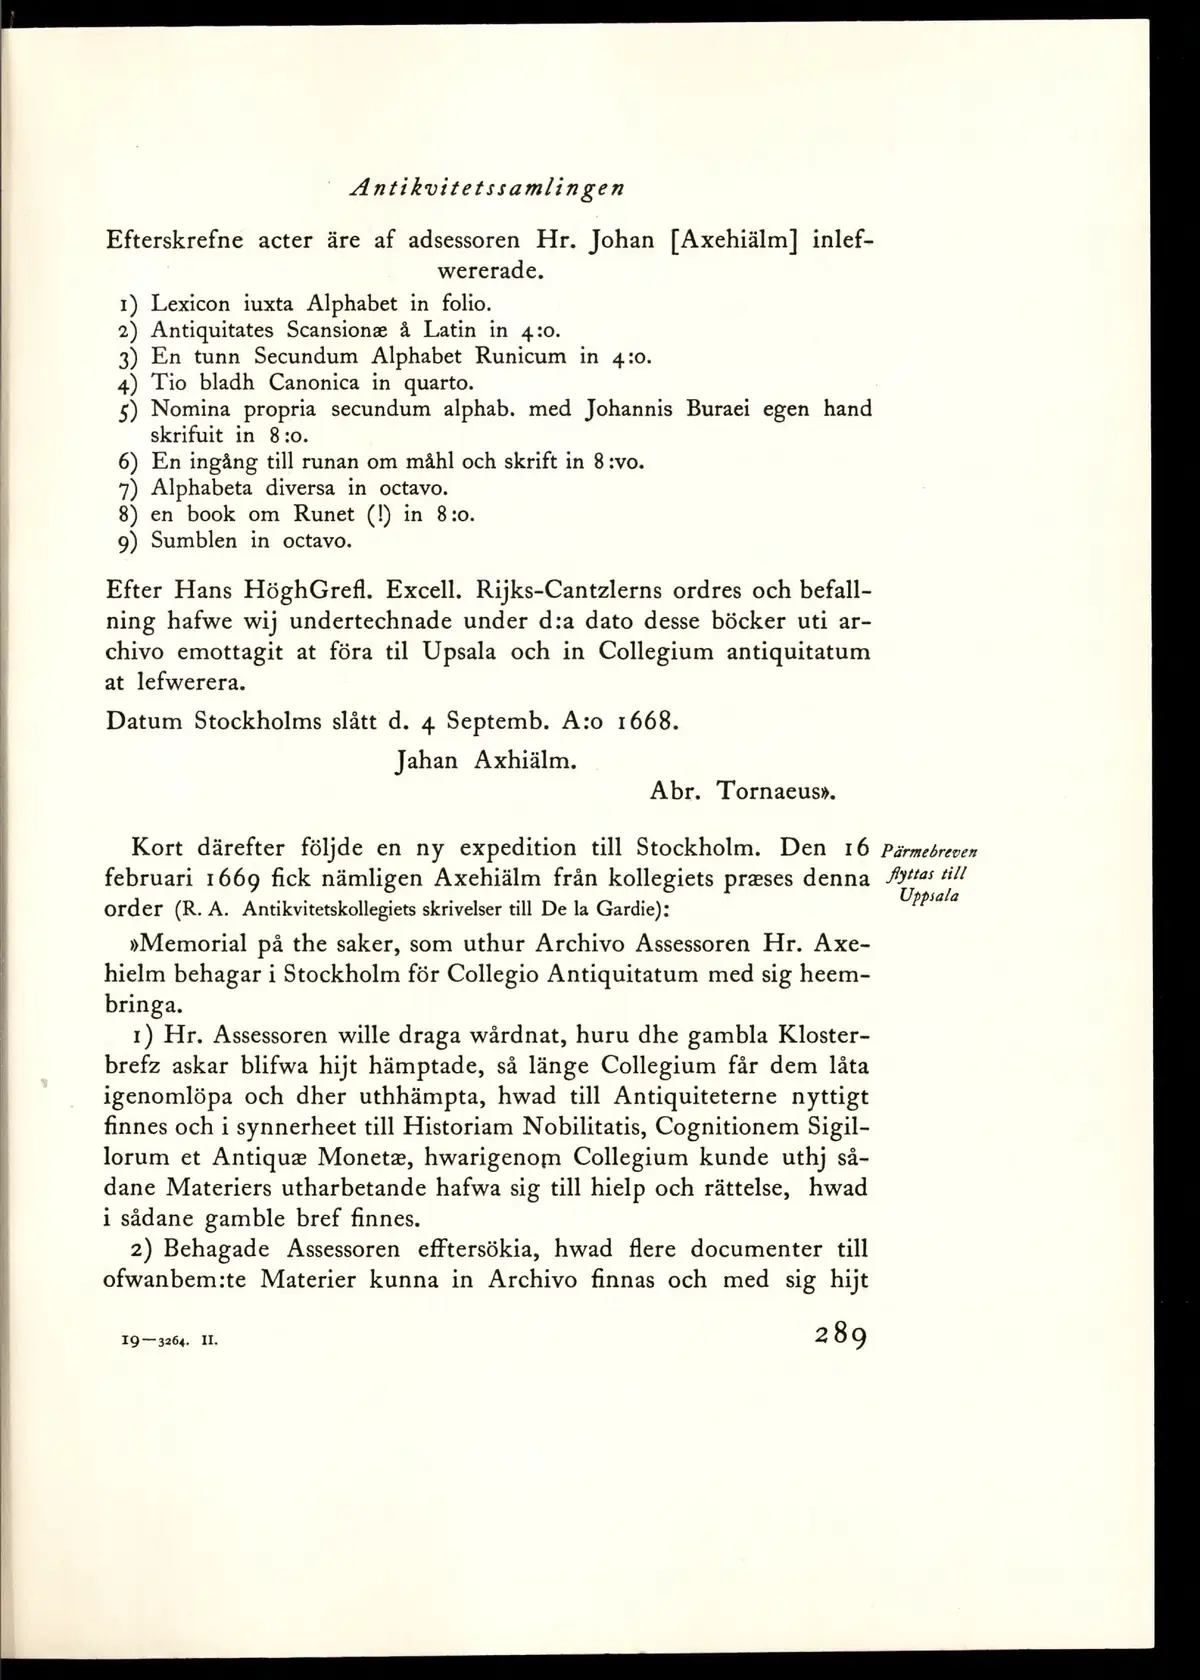 Antikvitetssamlingen
Efterskrefne acter äre af adsessoren Hr. Johan [Axehiälm] inlef-
wererade.
1) Lexicon iuxta Alphabet in folio.
2) Antiquitates Scansionæ å Latin in 4:o.
3) En tunn Secundum Alphabet Runicum in 4:o.
4) Tio bladh Canonica in quarto.
5) Nomina propria secundum alphab. med Johannis Buraei egen hand
skrifuit in 8:o.
6) En ingång till runan om måhl och skrift in 8:vo.
7) Alphabeta diversa in octavo.
8) en book om Runet (!) in 8:o.
9) Sumblen in octavo.
Efter Hans HöghGrefl. Excell. Rijks-Cantzlerns ordres och befall-
ning hafwe wij undertechnade under d:a dato desse böcker uti ar-
chivo emottagit at föra til Upsala och in Collegium antiquitatum
at lefwerera.
Datum Stockholms slått d. 4 Septemb. A:o 1668.
Jahan Axhiälm.
Abr. Tornaeus».
Kort därefter följde en ny expedition till Stockholm. Den 16
februari 1669 fick nämligen Axehiälm från kollegiets præses denna
order (R. A. Antikvitetskollegiets skrivelser till De la Gardie):
Pärmebreven
flyttas till
Uppsala
»Memorial på the saker, som uthur Archivo Assessoren Hr. Axe-
hielm behagar i Stockholm för Collegio Antiquitatum med sig heem-
bringa.
1) Hr. Assessoren wille draga wårdnat, huru dhe gambla Kloster-
brefz askar blifwa hijt hämptade, så länge Collegium får dem låta
igenomlöpa och dher uthhämpta, hwad till Antiquiteterne nyttigt
finnes och i synnerheet till Historiam Nobilitatis, Cognitionem Sigil-
lorum et Antiquæ Monetæ, hwarigenom Collegium kunde uthj så-
dane Materiers utharbetande hafwa sig till hielp och rättelse, hwad
i sådane gamble bref finnes.
2) Behagade Assessoren efftersökia, hwad flere documenter till
ofwanbem:te Materier kunna in Archivo finnas och med sig hijt
19—3264. II.
289